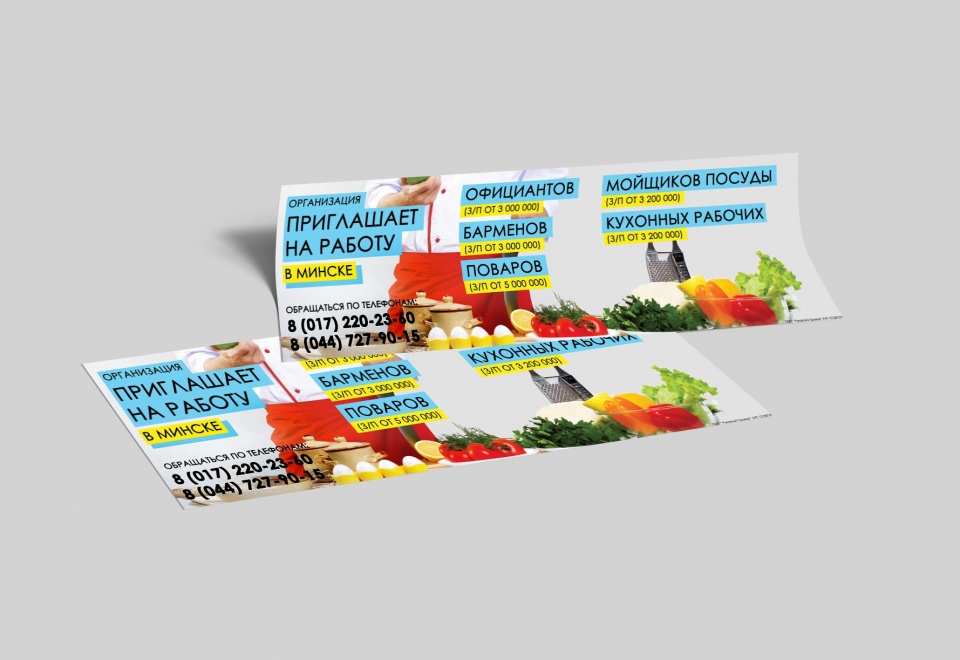 ОРГАНИЗАЦИЯ
ПРИГЛАШАЕТ
НА РАБОТУ
В МИНСКЕ
ОБРАЩАТЬСЯ ПО ТЕЛЕФОНАМ:
8 (017) 220-23-60
8 (044) 727-90-15
ОФИЦИАНТОВ
(З/П ОТ 3 000 000)
БАРМЕНОВ
(З/П ОТ 3 000 000)
ПОВАРОВ
(З/П ОТ 5 000 000)
МОЙЩИКОВ ПОСУДЫ
(З/П ОТ 3 200 000)
КУХОННЫХ РАБОЧИХ
(З/П ОТ 3 200 000)
ОРГАНИЗАЦИЯ
ПРИГЛАШАЕТ
НА РАБОТУ
В МИНСКЕ
ОБРАЩАТЬСЯ ПО ТЕЛЕФОНАМ:
8 (017) 220-23-60
8 (044) 727-90-15
(З/П ОТ 3 000 000)
БАРМЕНОВ
(З/П ОТ 3 000 000)
ПОВАРОВ
(З/П ОТ 5 000 000)
КУХОННЫХ РАБОЧИХ
(З/П ОТ 3 200 000)